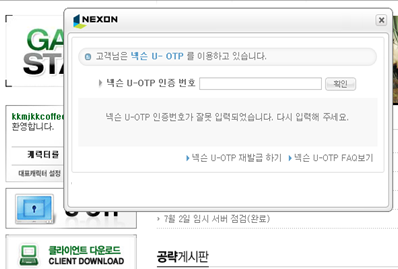 NEXON
고객님은 넥슨 U- OTP 를 이용하고 있습니다.
넥슨 U-OTP 인증 번호
확인
넥슨 U-OTP 인증번호가 잘못 입력되었습니다. 다시 입력해 주세요.
넥슨 U-OTP 재발급 하기
넥슨 U-OTP FAQ보기
GA
STA
kkmjkkcoffee
환영합니다.
캐릭터를
대표캐릭터 설정
7월 2일 임시 서버 점검(완료)
클라이언트 다운로드
CLIENT DOWNLOAD
공략게시판